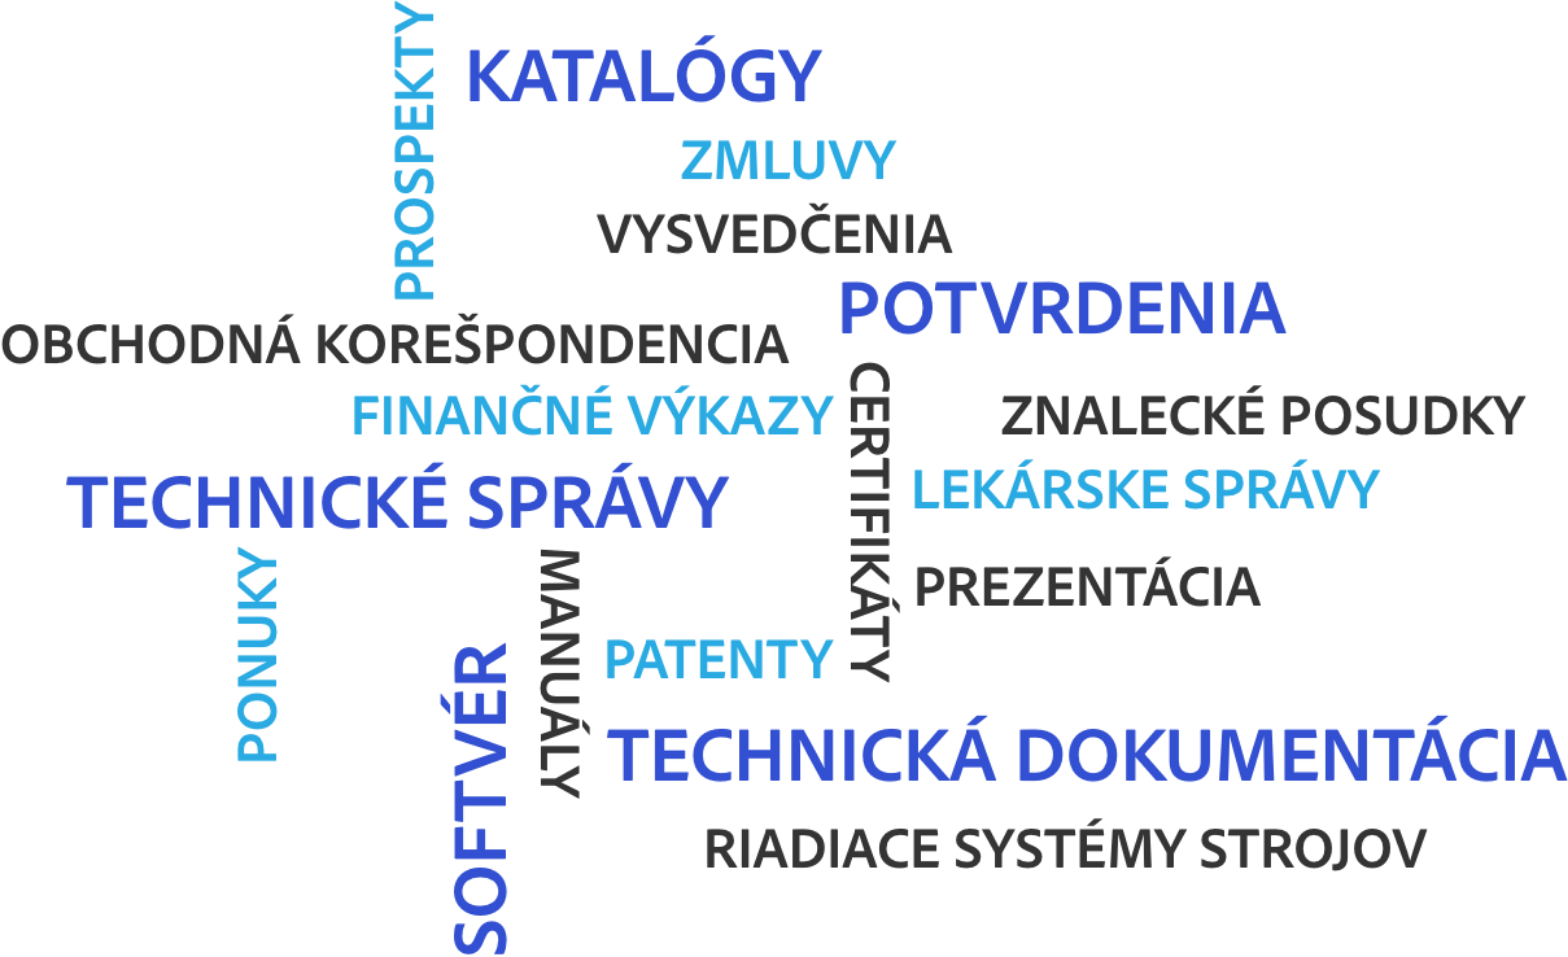 PROSPEKTY
KATALÓGY
ZMLUVY
VYSVEDČENIA
POTVRDENIA
OBCHODNÁ KOREŠPONDENCIA
FINANČNÉ VÝKAZY
CERTIFIKÁTY
ZNALECKÉ POSUDKY
TECHNICKÉ SPRÁVY
LEKÁRSKE SPRÁVY
PONUKY
MANUÁLY
PREZENTÁCIA
SOFTVÉR
PATENTY
TECHNICKÁ DOKUMENTÁCIA
RIADIACE SYSTÉMY STROJOV